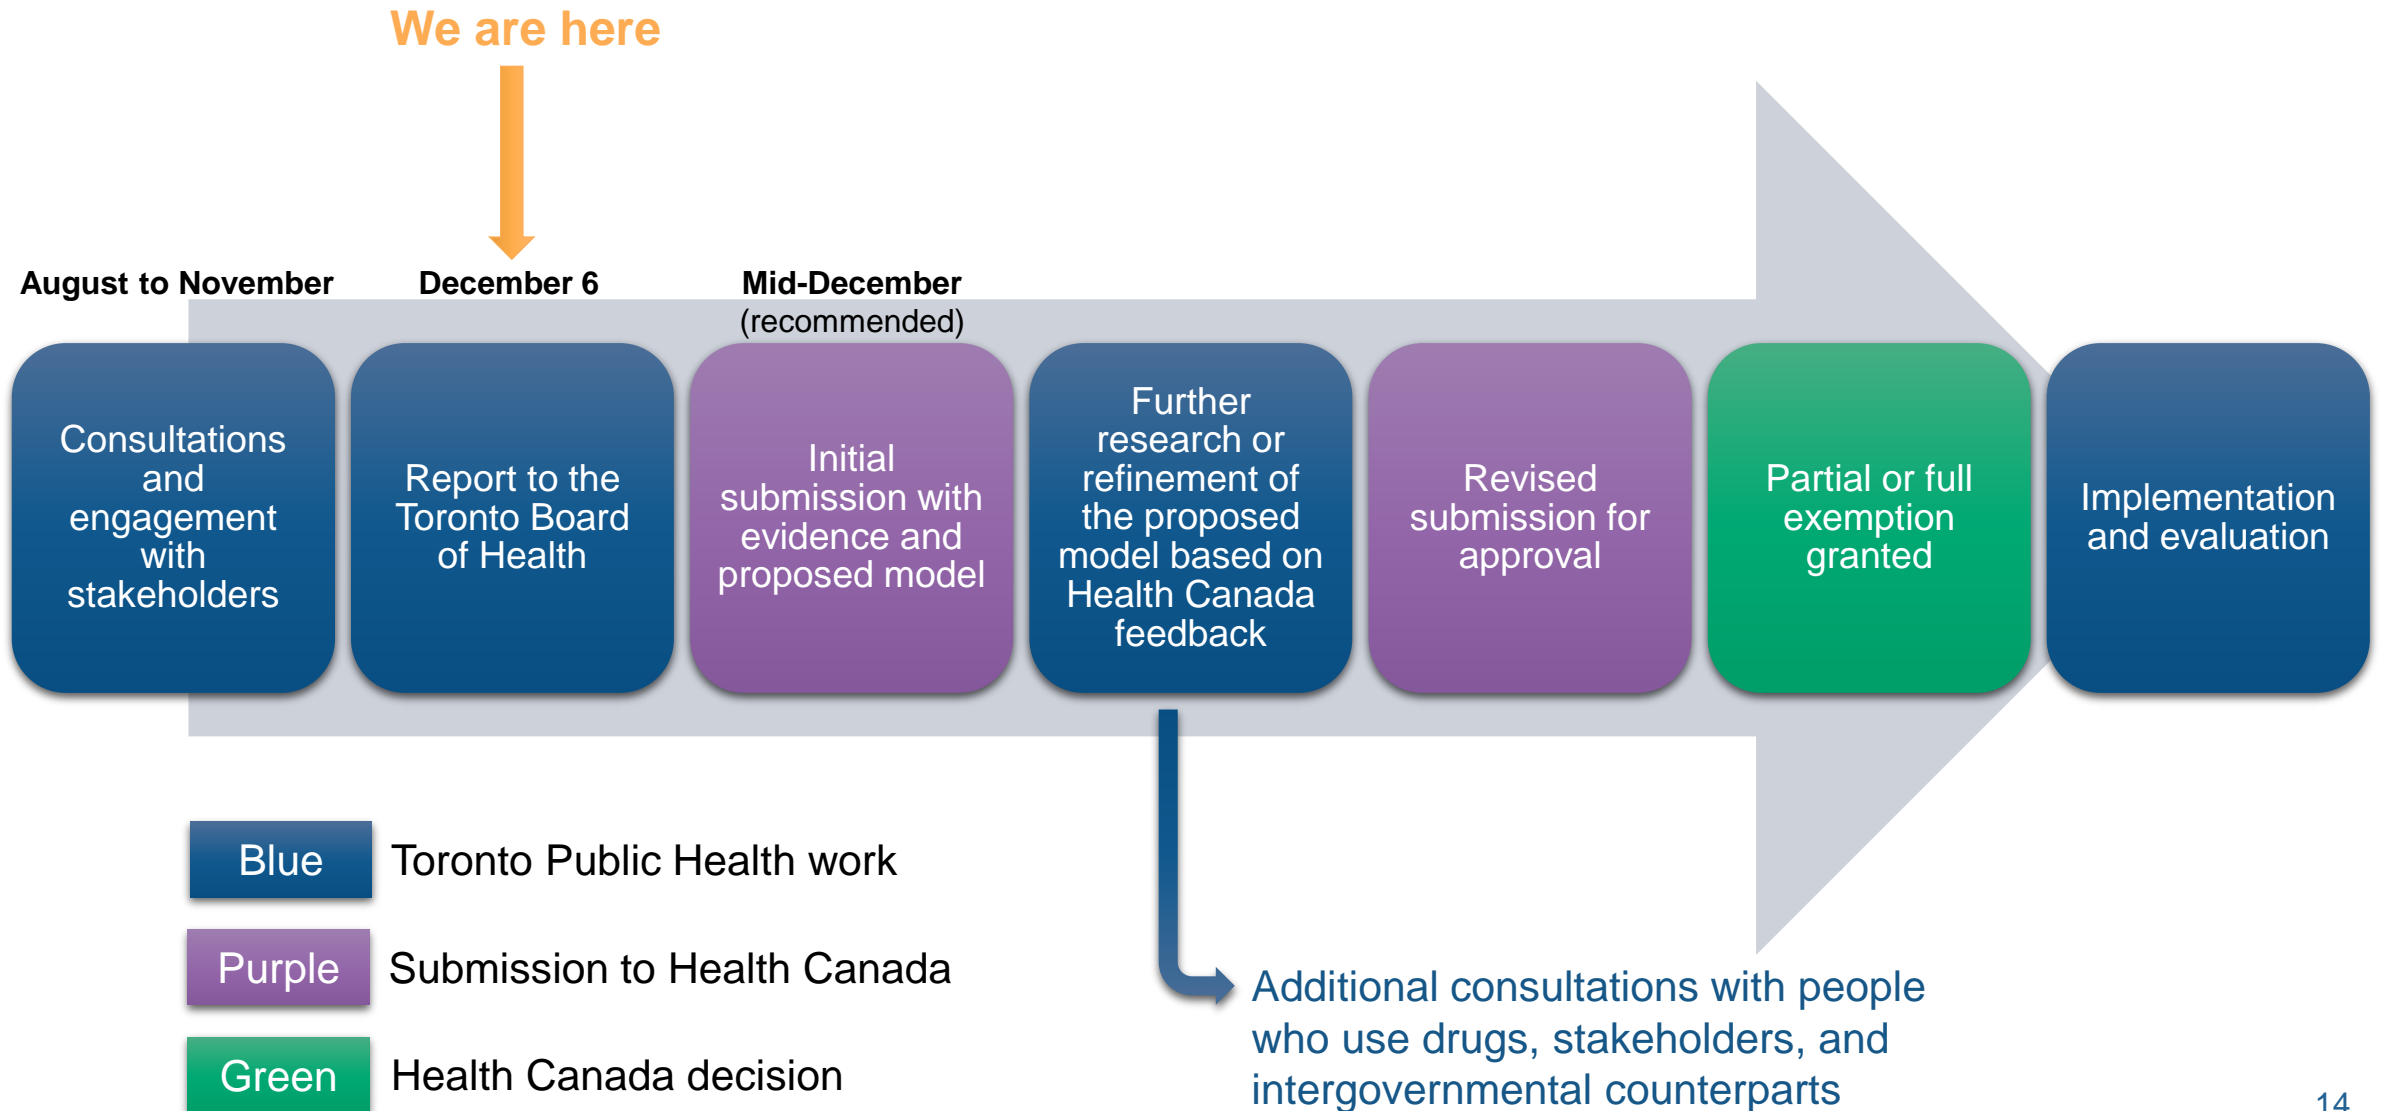 We are here
August to November
December 6
Mid-December
(recommended)
Consultations
and
engagement
with
stakeholders
Report to the
Toronto Board
of Health
Initial
submission with
evidence and
proposed model
Further
research or
refinement of
the proposed
model based on
Health Canada
feedback
Revised
submission for
approval
Partial or full
exemption
granted
Implementation
and evaluation
Blue
Toronto Public Health work
Purple
Submission to Health Canada
Green
Health Canada decision
Additional consultations with people
who use drugs, stakeholders, and
intergovernmental counterparts
14